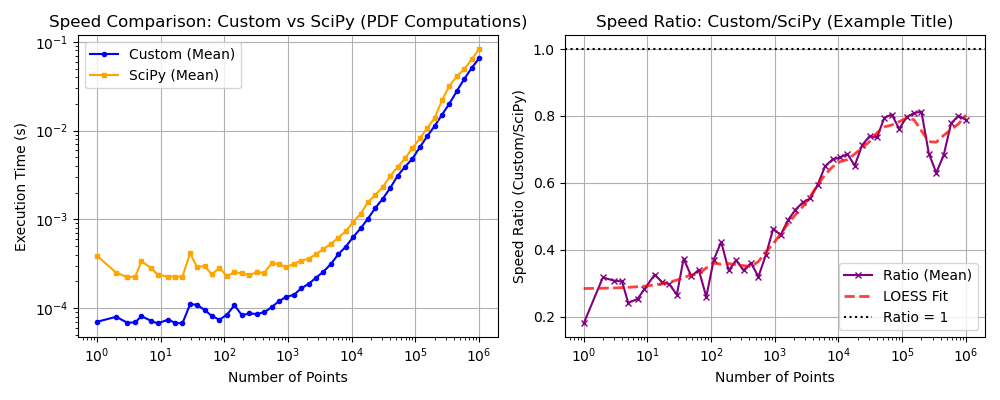 Speed Comparison: Custom vs SciPy (PDF Computations)
Execution Time (s)
10⁻¹
10⁻²
10⁻³
10⁻⁴
Custom (Mean)
SciPy (Mean)
10⁰ 10¹ 10² 10³ 10⁴ 10⁵ 10⁶
Number of Points
Speed Ratio: Custom/SciPy (Example Title)
Speed Ratio (Custom/SciPy)
1.0
0.8
0.6
0.4
0.2
Ratio (Mean)
LOESS Fit
Ratio = 1
10⁰ 10¹ 10² 10³ 10⁴ 10⁵ 10⁶
Number of Points